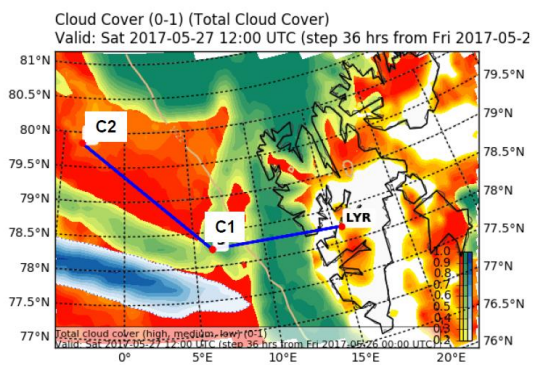 Cloud Cover (0-1) (Total Cloud Cover)
Valid: Sat 2017-05-27 12:00 UTC (step 36 hrs from Fri 2017-05-2
81°N
80.5°N
80°N
79.5°N
79°N
78.5°N
78°N
77.5°N
77°N
79.5°N
79°N
78.5°N
78°N
77.5°N
77°N
76.5°N
76°N
C2
C1
LYR
1.0
0.9
0.8
0.7
0.6
0.5
0.4
0.3
0.2
Total cloud cover (high, medium, low) (0-1)
Valid: Sat 2017-05-27 12:00 UTC (step 36 hrs from Fri 2017-05-26 00:00 UTC)
0°
5°E
10°E
15°E
20°E